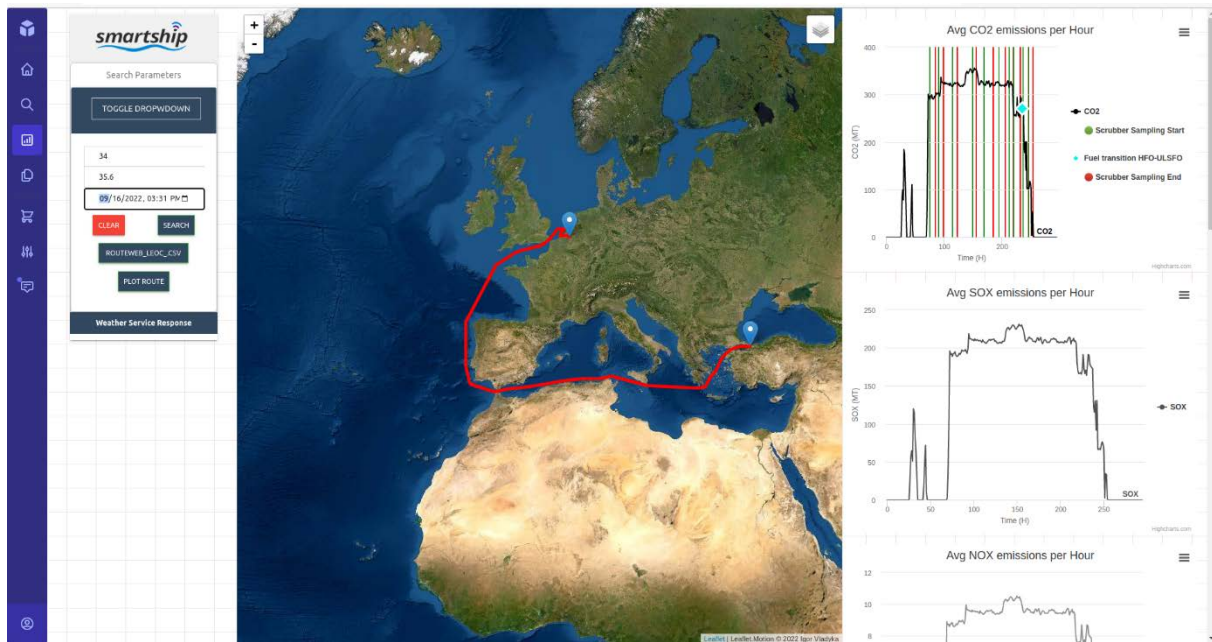 smartship
Search Parameters
TOGGLE DROPWDOWN
34
35.6
09/16/2022, 03:31 PM
CLEAR
SEARCH
ROUTEWEB_LEOC_CSV
PLOT ROUTE
Weather Service Response
+
-
Leaflet | Leaflet Motion © 2022 Igor Vladyka
Avg CO2 emissions per Hour
400
300
200
100
0
CO2 (MT)
0
100
200
Time (H)
CO2
CO2
Scrubber Sampling Start
Fuel transition HFO-ULSFO
Scrubber Sampling End
Highcharts.com
Avg SOX emissions per Hour
250
200
150
100
50
0
SOX (MT)
0
50
100
150
200
250
Time (H)
SOX
SOX
Highcharts.com
Avg NOX emissions per Hour
12
10
8